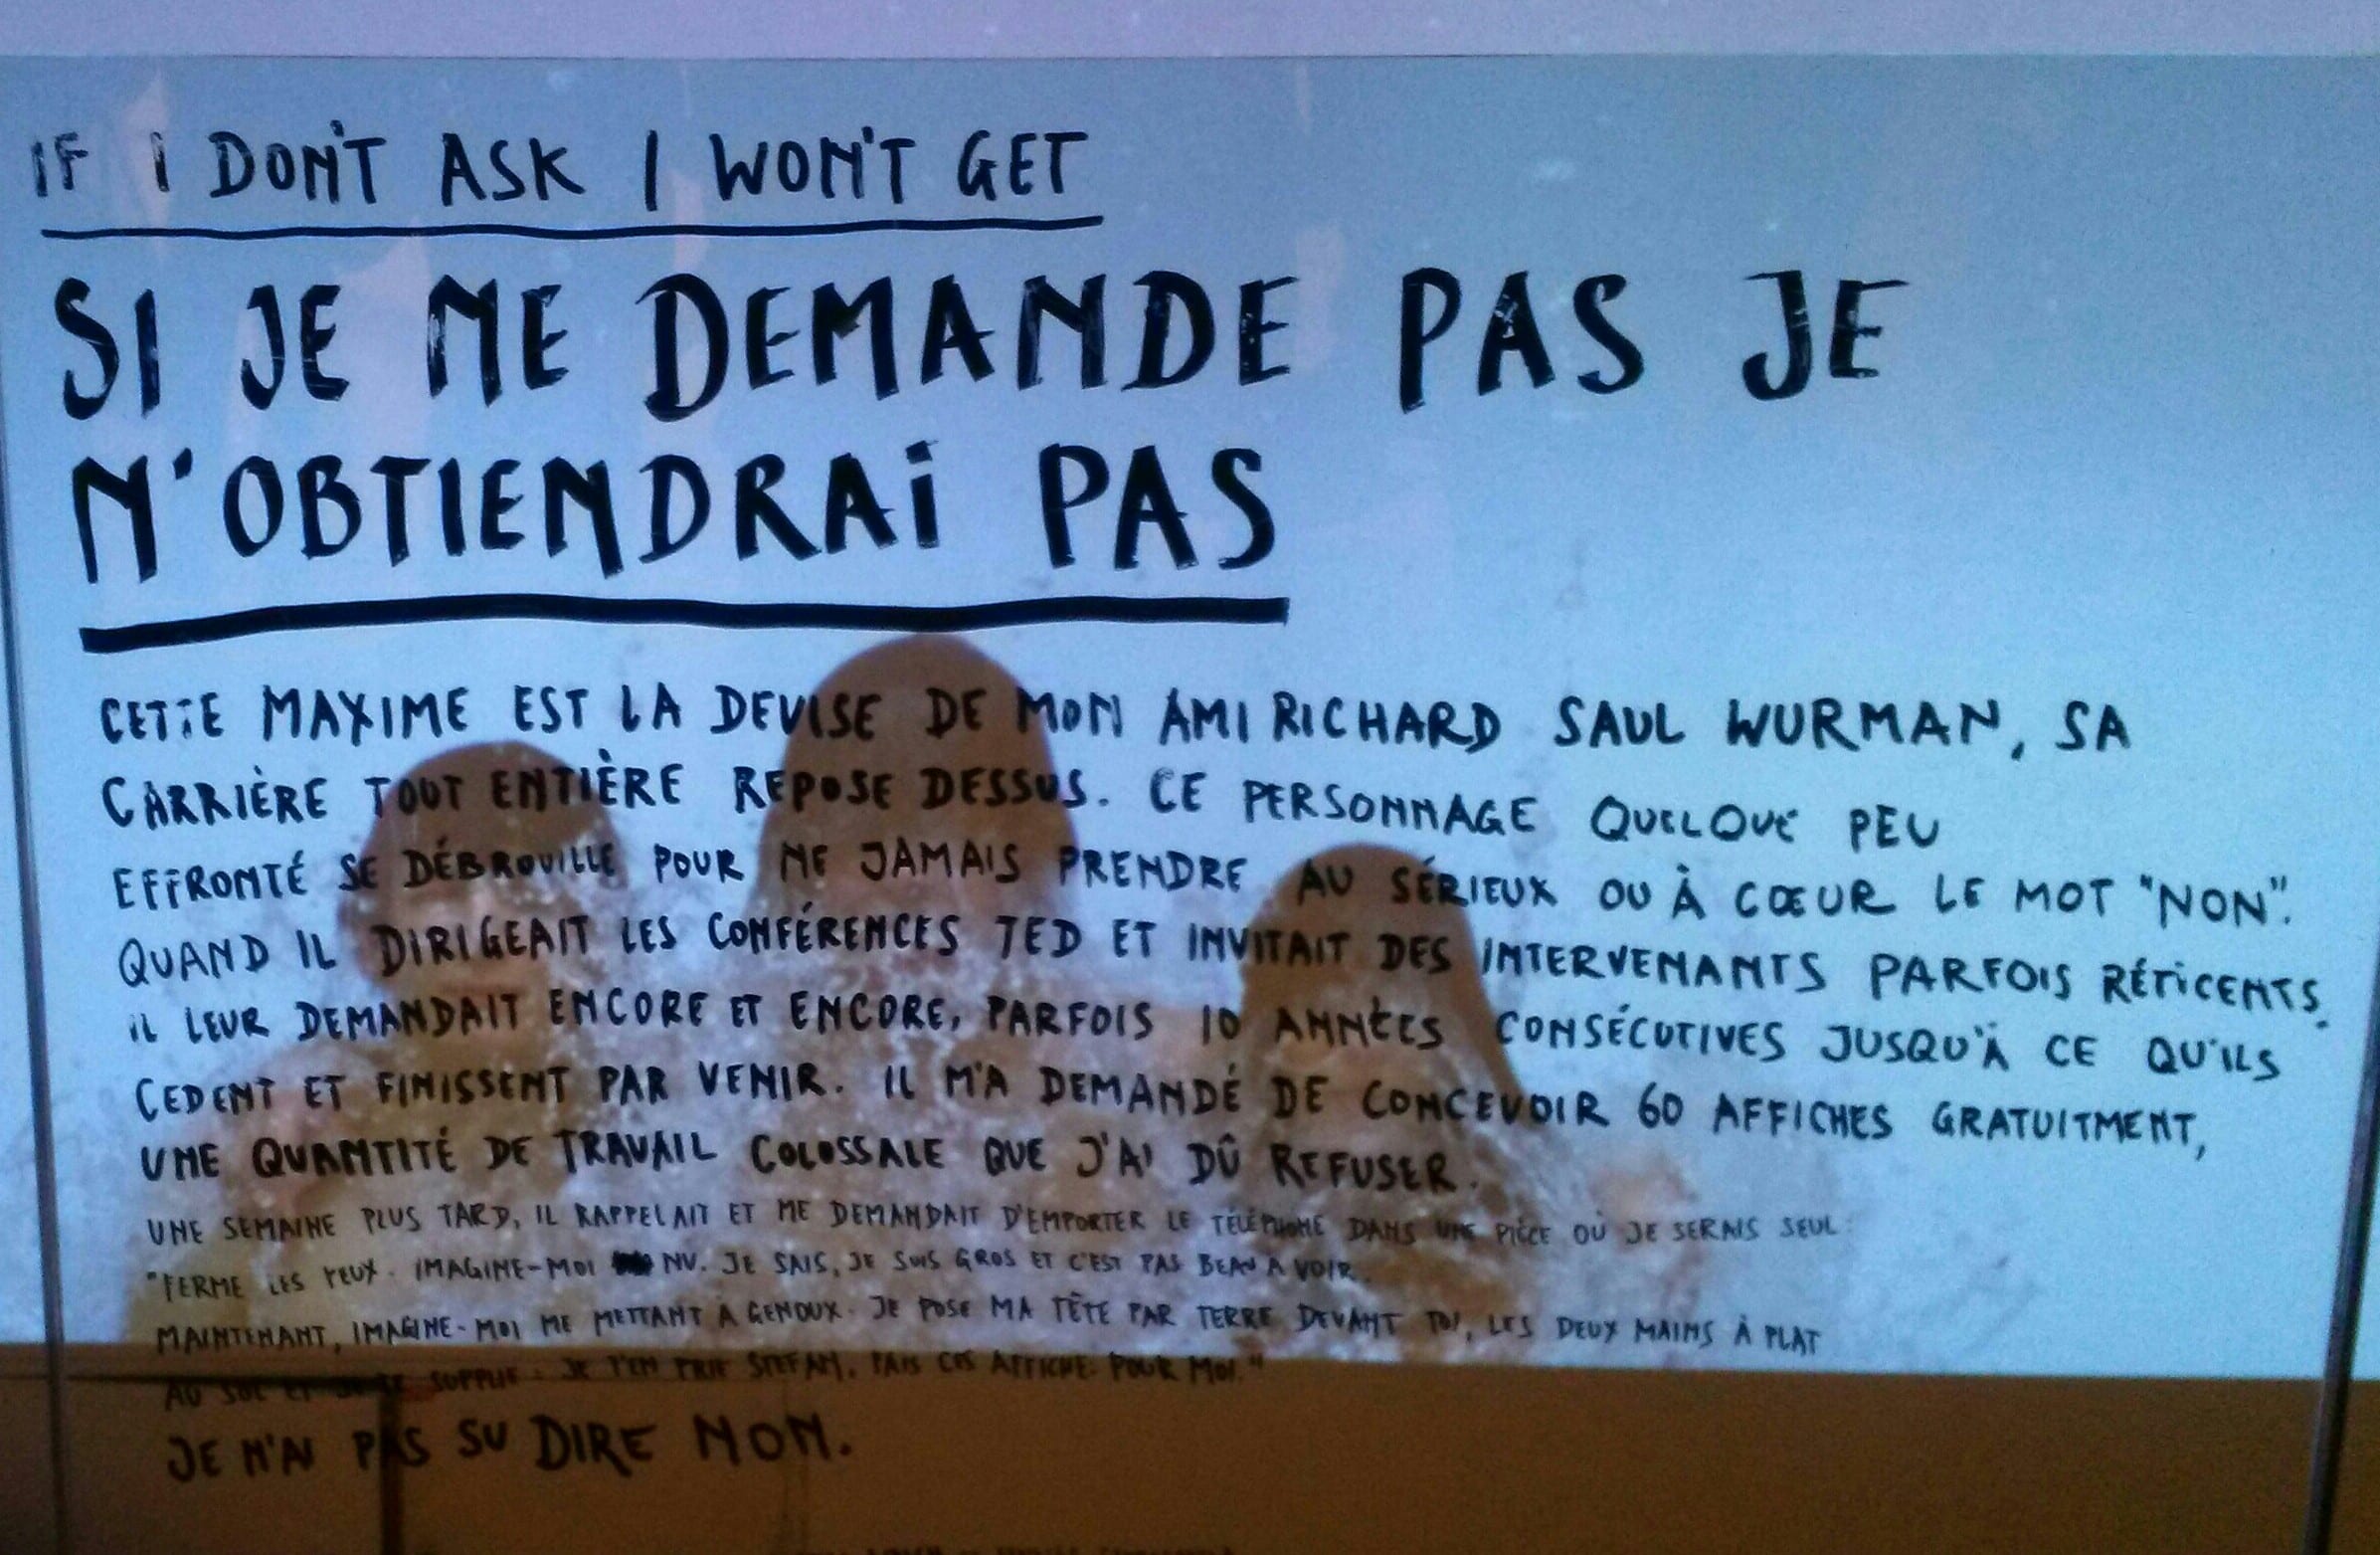 IF I DON'T ASK I WON'T GET
SI JE NE DEMANDE PAS JE
N'OBTIENDRAI PAS
CETTE MAXIME EST LA DEVISE DE MON AMI RICHARD SAUL WURMAN, SA
CARRIÈRE TOUT ENTIÈRE REPOSE DESSUS. CE PERSONNAGE QUELQUE PEU
EFFRONTÉ SE DÉBROUILLE POUR NE JAMAIS PRENDRE AU SÉRIEUX OU À CŒUR LE MOT "NON".
QUAND IL DIRIGEAIT LES CONFÉRENCES TED ET INVITAIT DES INTERVENANTS PARFOIS RÉTICENTS,
IL LEUR DEMANDAIT ENCORE ET ENCORE, PARFOIS 10 ANNÉES CONSÉCUTIVES JUSQU'À CE QU'ILS
CEDENT ET FINISSENT PAR VENIR. IL M'A DEMANDÉ DE CONCEVOIR 60 AFFICHES GRATUITMENT,
UNE QUANTITÉ DE TRAVAIL COLOSSALE QUE J'AI DÛ REFUSER.
UNE SEMAINE PLUS TARD, IL RAPPELAIT ET ME DEMANDAIT D'EMPORTER LE TÉLÉPHONE DANS UNE PIÈCE OÙ JE SERAIS SEUL:
"FERME LES YEUX. IMAGINE-MOI NU. JE SAIS, JE SUIS GROS ET C'EST PAS BEAU A VOIR.
MAINTENANT, IMAGINE-MOI ME METTANT À GENOUX. JE POSE MA TÊTE PAR TERRE DEVANT TOI, LES DEUX MAINS À PLAT
AU SOL ET JE TE SUPPLIE: JE T'EN PRIE STEFAN, FAIS CES AFFICHE POUR MOI."
JE N'AI PAS SU DIRE NON.